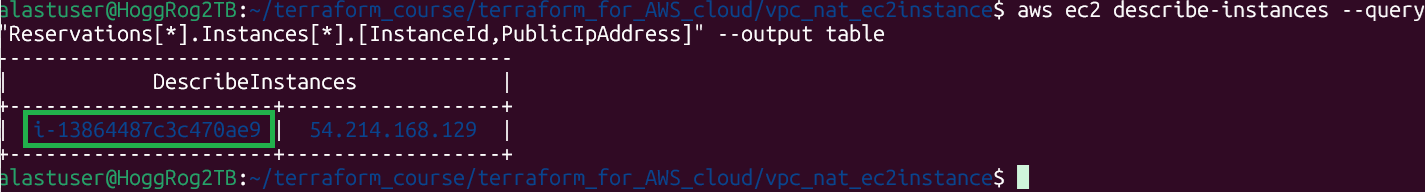 alastuser@HoggRog2TB:~/terraform_course/terraform_for_AWS_cloud/vpc_nat_ec2instance$ aws ec2 describe-instances --query
"Reservations[*].Instances[*].[InstanceId,PublicIpAddress]" --output table
-------------------------------------------
|            DescribeInstances            |
+----------------------+------------------+
|  i-13864487c3c470ae9 |  54.214.168.129  |
+----------------------+------------------+
alastuser@HoggRog2TB:~/terraform_course/terraform_for_AWS_cloud/vpc_nat_ec2instance$